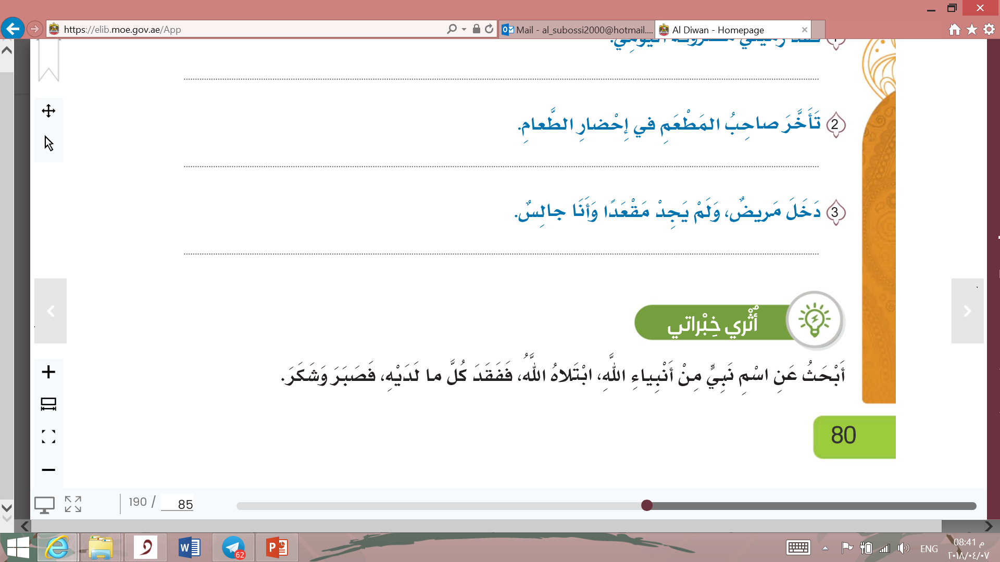 https://elib.moe.gov.ae/App
Mail - al_subossi2000@hotmail....
Al Diwan - Homepage
2 تَأَخَّرَ صاحِبُ المَطْعَمِ في إِحْضارِ الطَّعامِ.
3 دَخَلَ مَريضٌ، وَلَمْ يَجِدْ مَقْعَدًا وَأَنَا جالِسٌ.
أُثْري خِبْراتي
أَبْحَثُ عَنِ اسْمِ نَبِيٍّ مِنْ أَنْبِياءِ اللَّهِ، ابْتَلاهُ اللَّهُ، فَفَقَدَ كُلَّ ما لَدَيْهِ، فَصَبَرَ وَشَكَرَ.
80
190 / 85
62
ENG
08:41 م
٢٠١٨/٠٤/٠٧